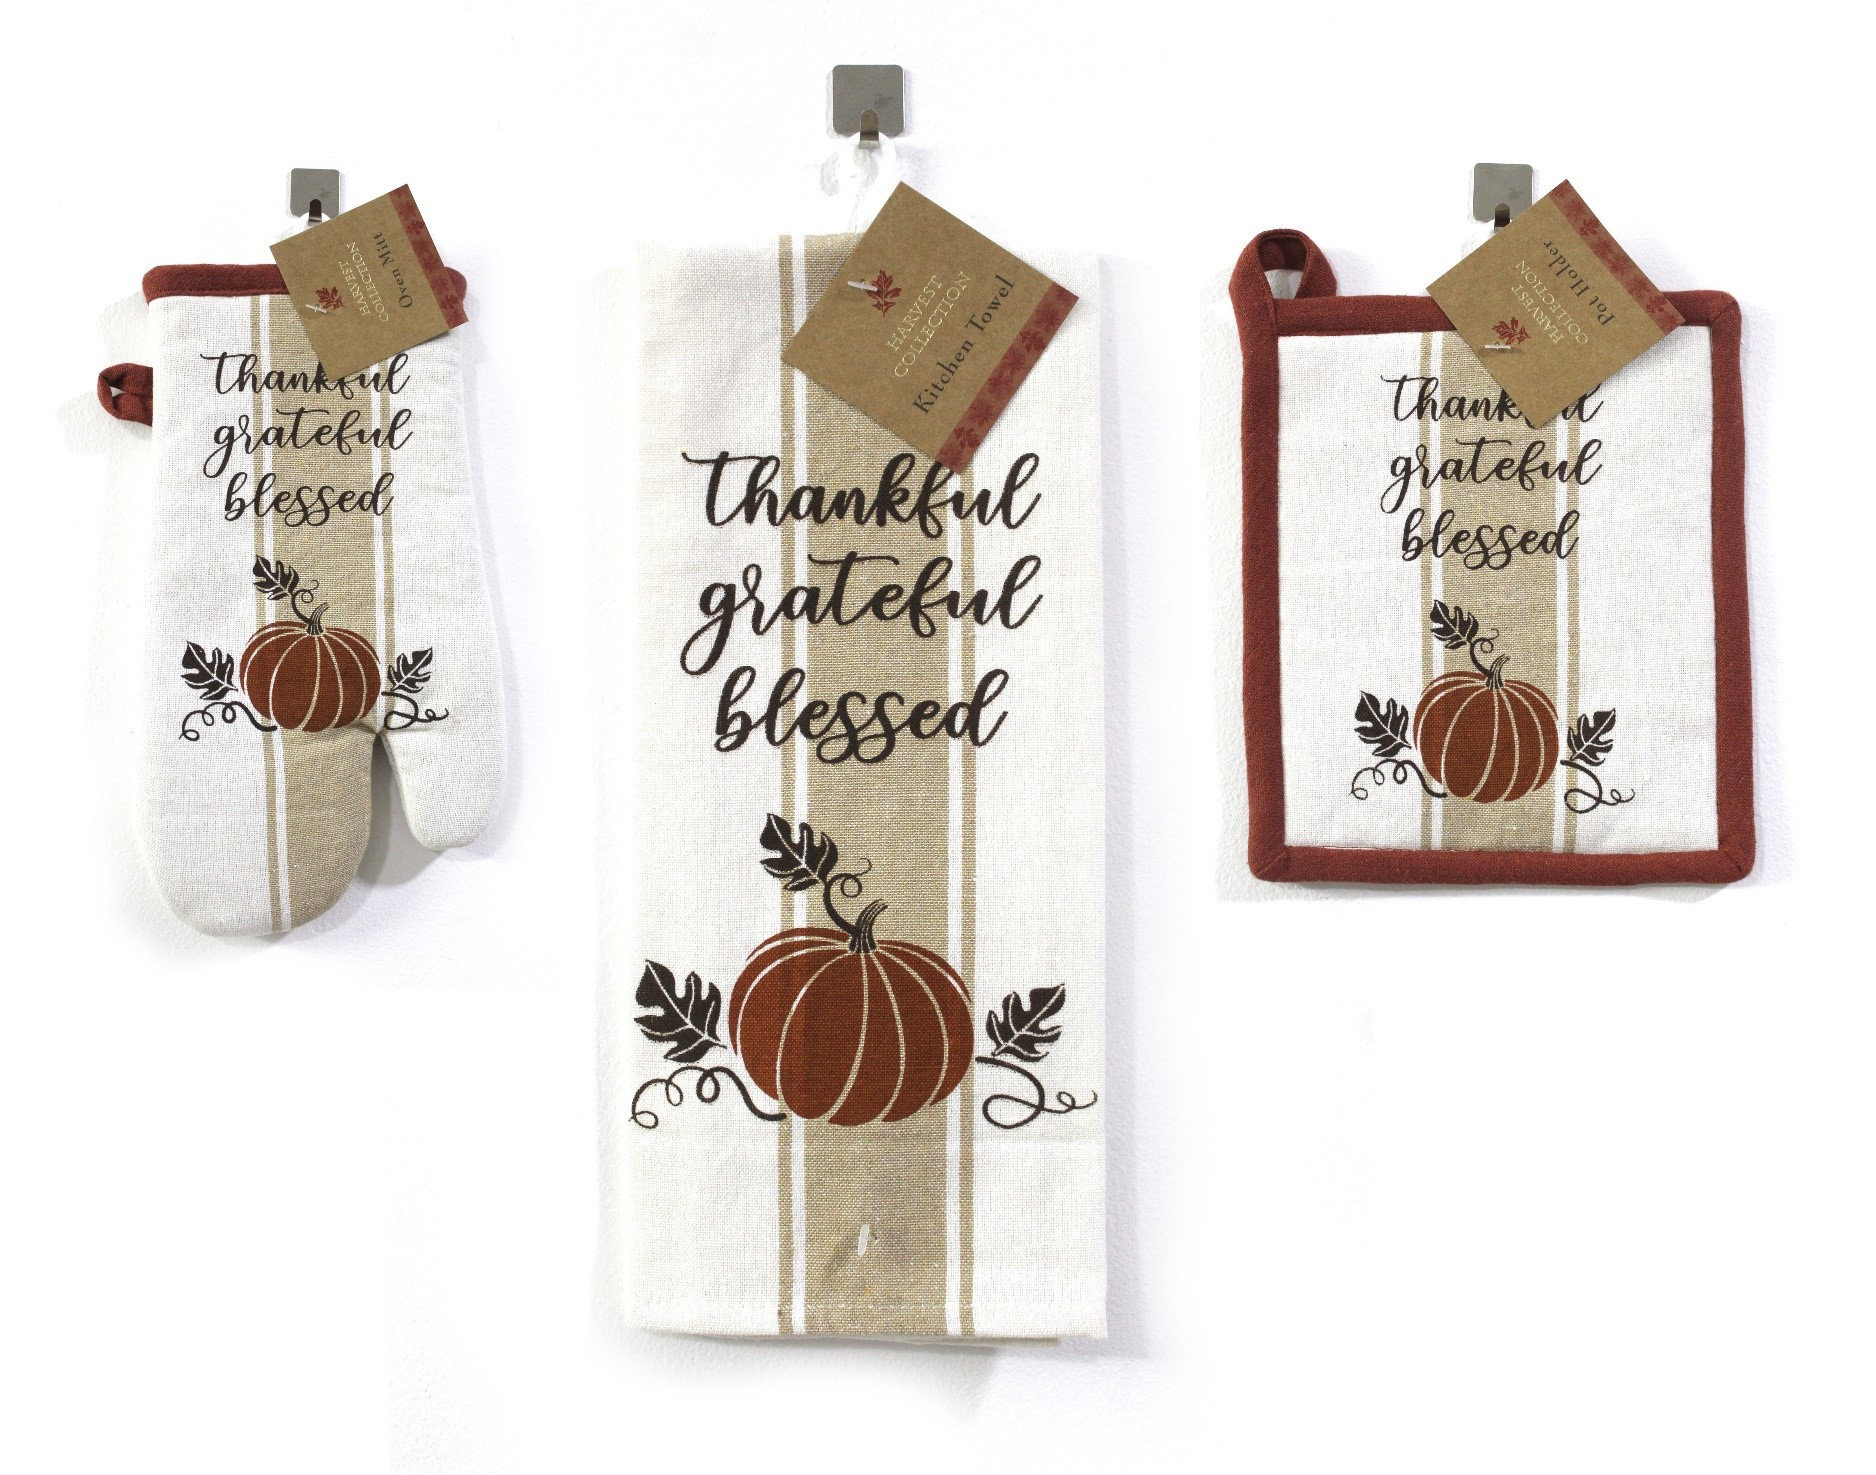 HARVEST
COLLECTION
Oven Mitt
thankful
grateful
blessed
HARVEST
COLLECTION
Kitchen Towel
thankful
grateful
blessed
HARVEST
COLLECTION
Pot Holder
thankful
grateful
blessed